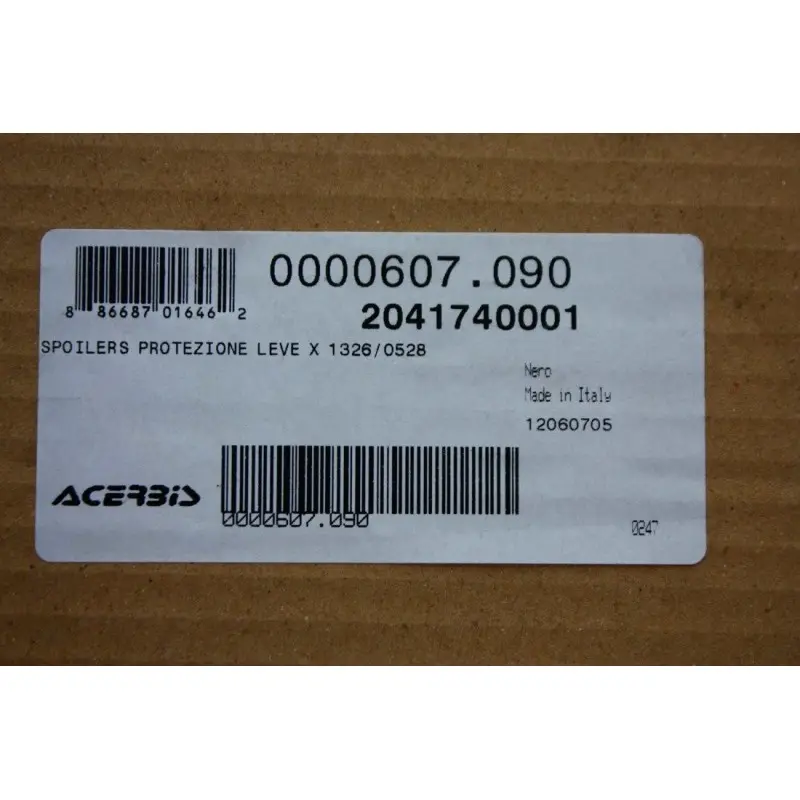 0000607.090
8 86687 01646 2
2041740001
SPOILERS PROTEZIONE LEVE X 1326/0528
Nero
Made in Italy
12060705
ACERBIS
0000607.090
0247